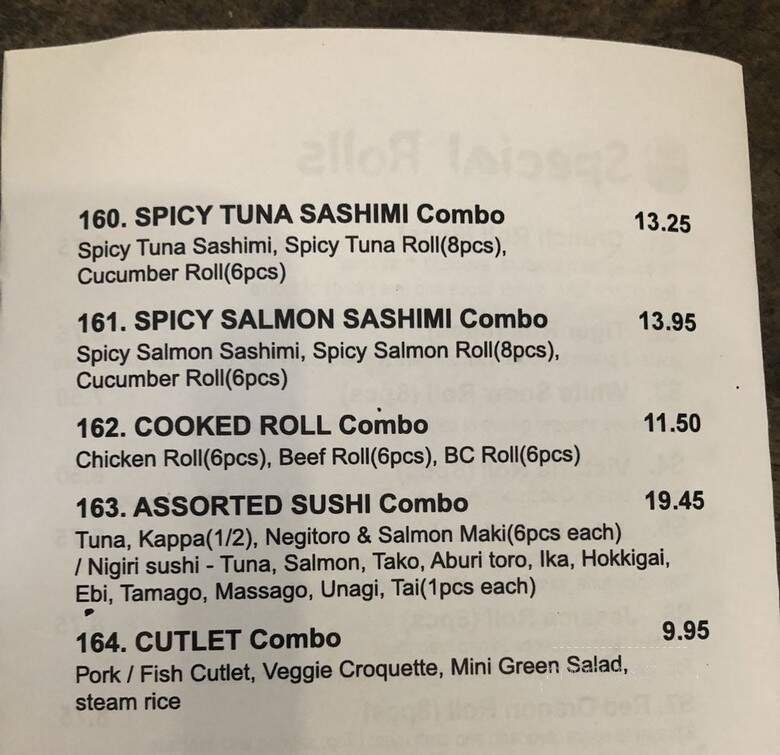 Special Rolls
160. SPICY TUNA SASHIMI Combo 13.25
Spicy Tuna Sashimi, Spicy Tuna Roll(8pcs),
Cucumber Roll(6pcs)
161. SPICY SALMON SASHIMI Combo 13.95
Spicy Salmon Sashimi, Spicy Salmon Roll(8pcs),
Cucumber Roll(6pcs)
162. COOKED ROLL Combo 11.50
Chicken Roll(6pcs), Beef Roll(6pcs), BC Roll(6pcs)
163. ASSORTED SUSHI Combo 19.45
Tuna, Kappa(1/2), Negitoro & Salmon Maki(6pcs each)
/ Nigiri sushi - Tuna, Salmon, Tako, Aburi toro, Ika, Hokkigai,
Ebi, Tamago, Massago, Unagi, Tai(1pcs each)
164. CUTLET Combo 9.95
Pork / Fish Cutlet, Veggie Croquette, Mini Green Salad,
steam rice